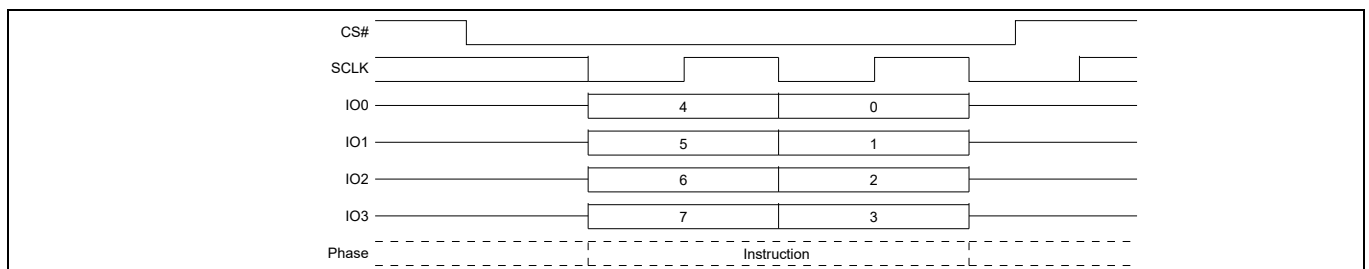 CS#
SCLK
IO0 4 0
IO1 5 1
IO2 6 2
IO3 7 3
Phase Instruction